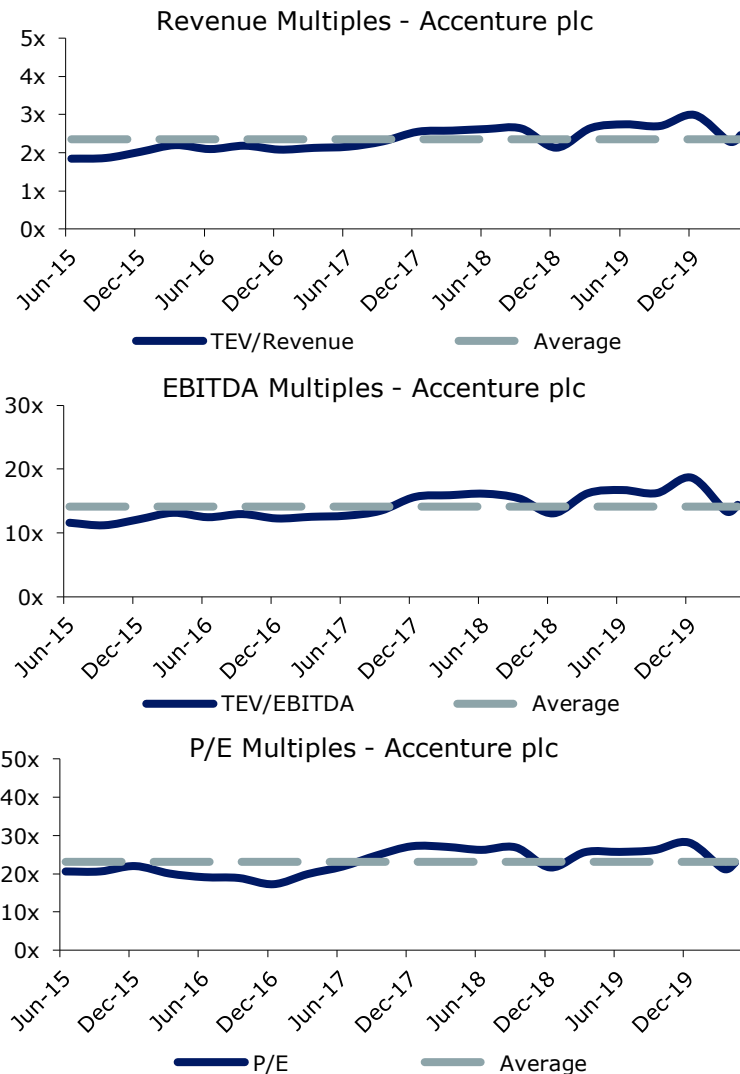 Revenue Multiples - Accenture plc
5x
4x
3x
2x
1x
0x
Jun-15 Dec-15 Jun-16 Dec-16 Jun-17 Dec-17 Jun-18 Dec-18 Jun-19 Dec-19
TEV/Revenue Average
EBITDA Multiples - Accenture plc
30x
20x
10x
0x
Jun-15 Dec-15 Jun-16 Dec-16 Jun-17 Dec-17 Jun-18 Dec-18 Jun-19 Dec-19
TEV/EBITDA Average
P/E Multiples - Accenture plc
50x
40x
30x
20x
10x
0x
Jun-15 Dec-15 Jun-16 Dec-16 Jun-17 Dec-17 Jun-18 Dec-18 Jun-19 Dec-19
P/E Average